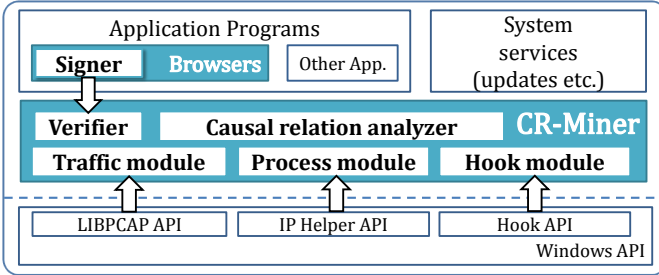 Application Programs
Signer Browsers
Other App.
System
services
(updates etc.)
Verifier
Causal relation analyzer
CR-Miner
Traffic module
Process module
Hook module
LIBPCAP API
IP Helper API
Hook API
Windows API